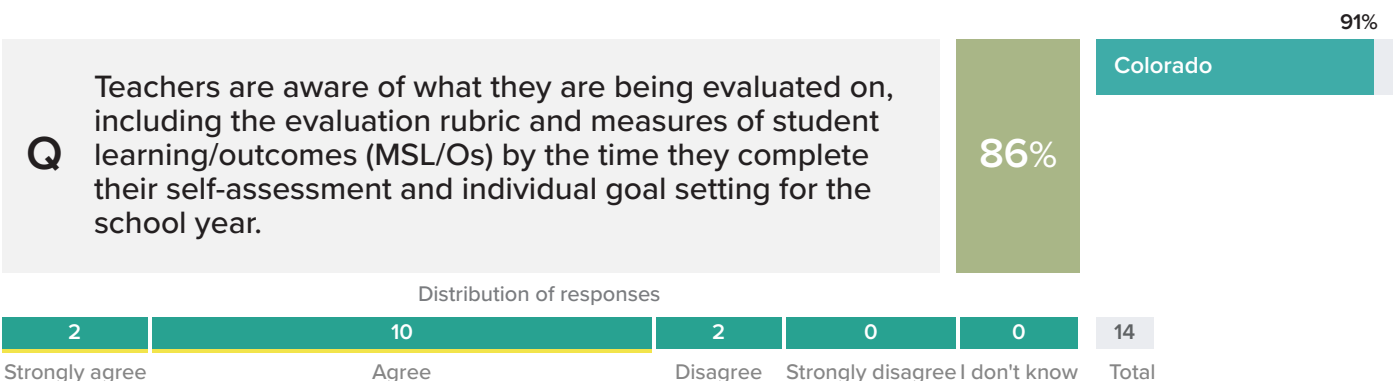 91%
Colorado
Q
Teachers are aware of what they are being evaluated on,
including the evaluation rubric and measures of student
learning/outcomes (MSL/Os) by the time they complete
their self-assessment and individual goal setting for the
school year.
86%
Distribution of responses
2 10 2 0 0 14
Strongly agree Agree Disagree Strongly disagree I don't know Total